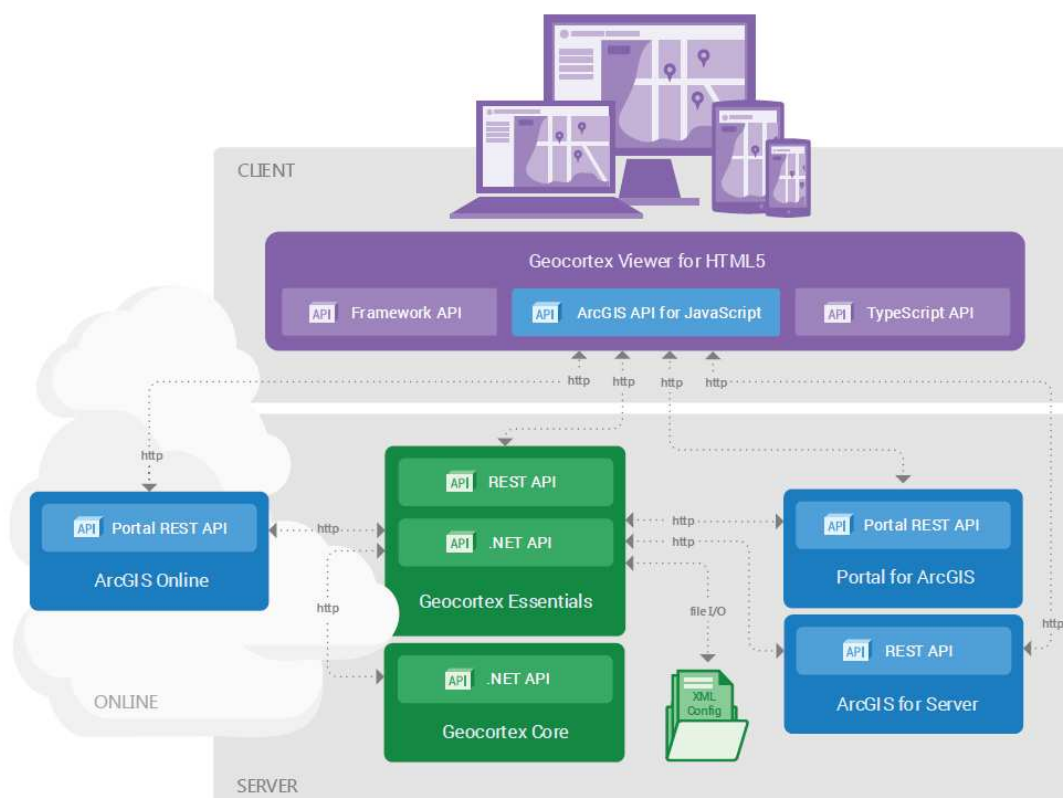 CLIENT
Geocortex Viewer for HTML5
API Framework API
API ArcGIS API for JavaScript
API TypeScript API
http
http
http
http
http
API REST API
API Portal REST API
http
API .NET API
http
API Portal REST API
ArcGIS Online
http
Portal for ArcGIS
Geocortex Essentials
http
file I/O
http
API REST API
API .NET API
XML
Config
ONLINE
Geocortex Core
ArcGIS for Server
SERVER